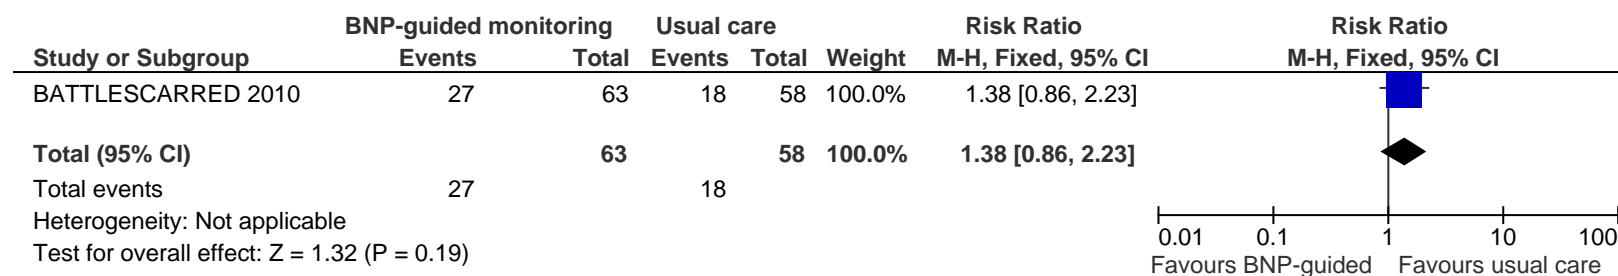 BNP-guided monitoring Usual care Risk Ratio Risk Ratio
Study or Subgroup Events Total Events Total Weight M-H, Fixed, 95% CI M-H, Fixed, 95% CI
BATTLESCARRED 2010 27 63 18 58 100.0% 1.38 [0.86, 2.23]
Total (95% CI) 63 58 100.0% 1.38 [0.86, 2.23]
Total events 27 18
Heterogeneity: Not applicable
Test for overall effect: Z = 1.32 (P = 0.19)
0.01 0.1 1 10 100
Favours BNP-guided Favours usual care